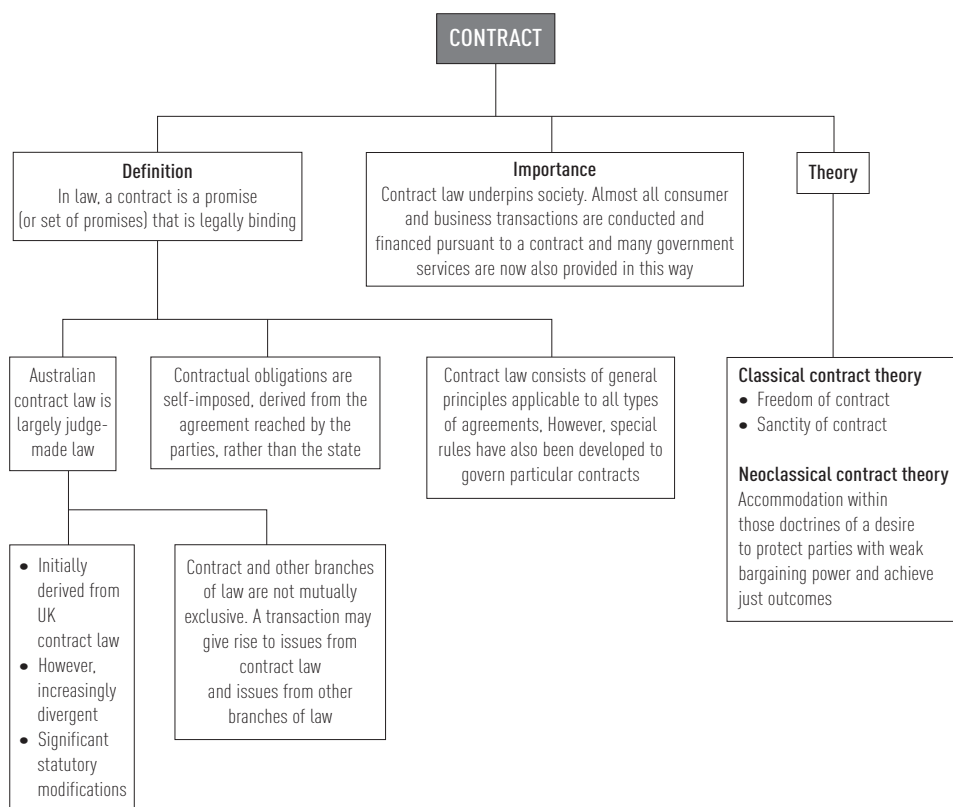 CONTRACT
Definition
In law, a contract is a promise
(or set of promises) that is legally binding
Importance
Contract law underpins society. Almost all consumer
and business transactions are conducted and
financed pursuant to a contract and many government
services are now also provided in this way
Theory
Australian
contract law is
largely judge-
made law
Contractual obligations are
self-imposed, derived from the
agreement reached by the
parties, rather than the state
Contract law consists of general
principles applicable to all types
of agreements, However, special
rules have also been developed to
govern particular contracts
Classical contract theory
• Freedom of contract
• Sanctity of contract
Neoclassical contract theory
Accommodation within
those doctrines of a desire
to protect parties with weak
bargaining power and achieve
just outcomes
• Initially
derived from
UK
contract law
• However,
increasingly
divergent
• Significant
statutory
modifications
Contract and other branches
of law are not mutually
exclusive. A transaction may
give rise to issues from
contract law
and issues from other
branches of law